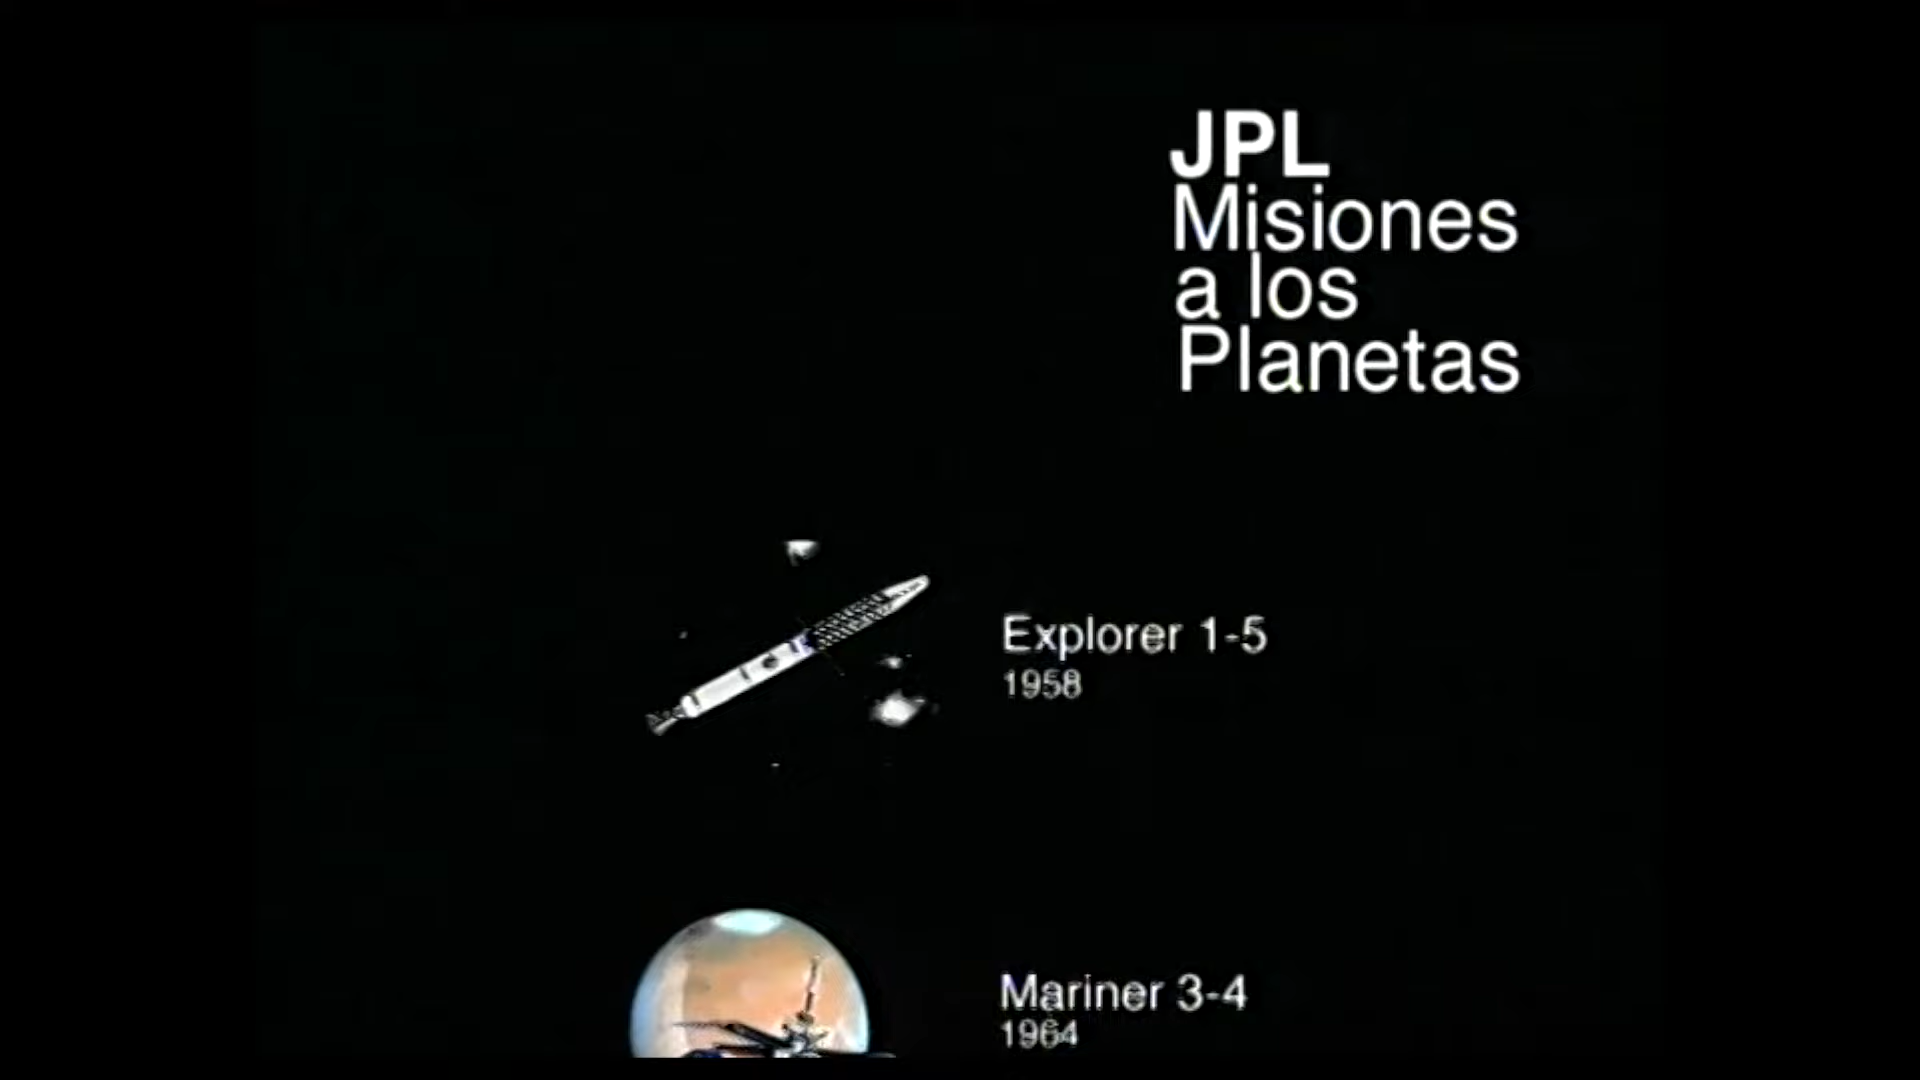 JPL
Misiones
a los
Planetas
Explorer 1-5
1958
Mariner 3-4
1964